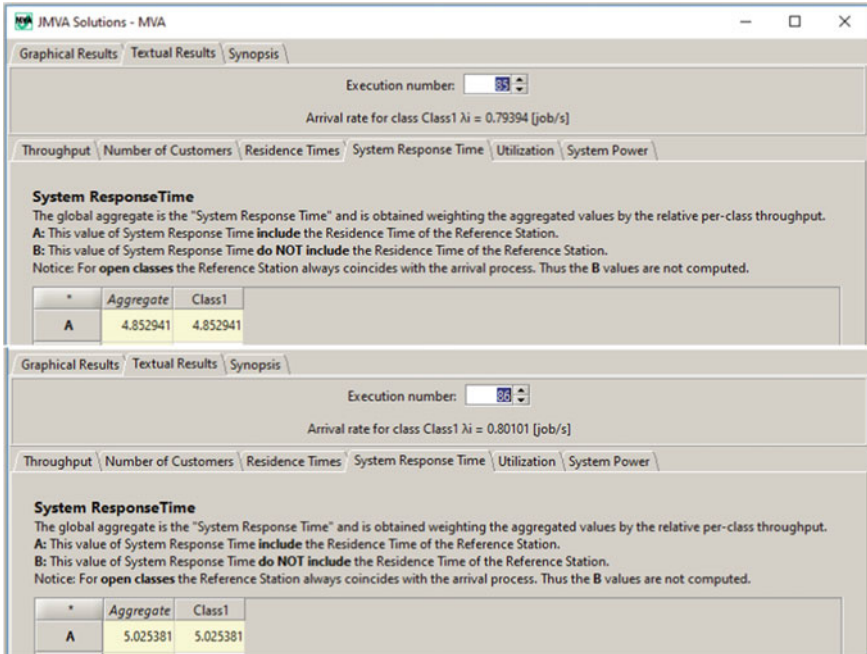 JMVA Solutions - MVA
Graphical Results Textual Results Synopsis
Execution number: 85
Arrival rate for class Class1 λi = 0.79394 [job/s]
Throughput Number of Customers Residence Times System Response Time Utilization System Power
System ResponseTime
The global aggregate is the "System Response Time" and is obtained weighting the aggregated values by the relative per-class throughput.
A: This value of System Response Time include the Residence Time of the Reference Station.
B: This value of System Response Time do NOT include the Residence Time of the Reference Station.
Notice: For open classes the Reference Station always coincides with the arrival process. Thus the B values are not computed.
* Aggregate Class1
A 4.852941 4.852941
Graphical Results Textual Results Synopsis
Execution number: 86
Arrival rate for class Class1 λi = 0.80101 [job/s]
Throughput Number of Customers Residence Times System Response Time Utilization System Power
System ResponseTime
The global aggregate is the "System Response Time" and is obtained weighting the aggregated values by the relative per-class throughput.
A: This value of System Response Time include the Residence Time of the Reference Station.
B: This value of System Response Time do NOT include the Residence Time of the Reference Station.
Notice: For open classes the Reference Station always coincides with the arrival process. Thus the B values are not computed.
* Aggregate Class1
A 5.025381 5.025381